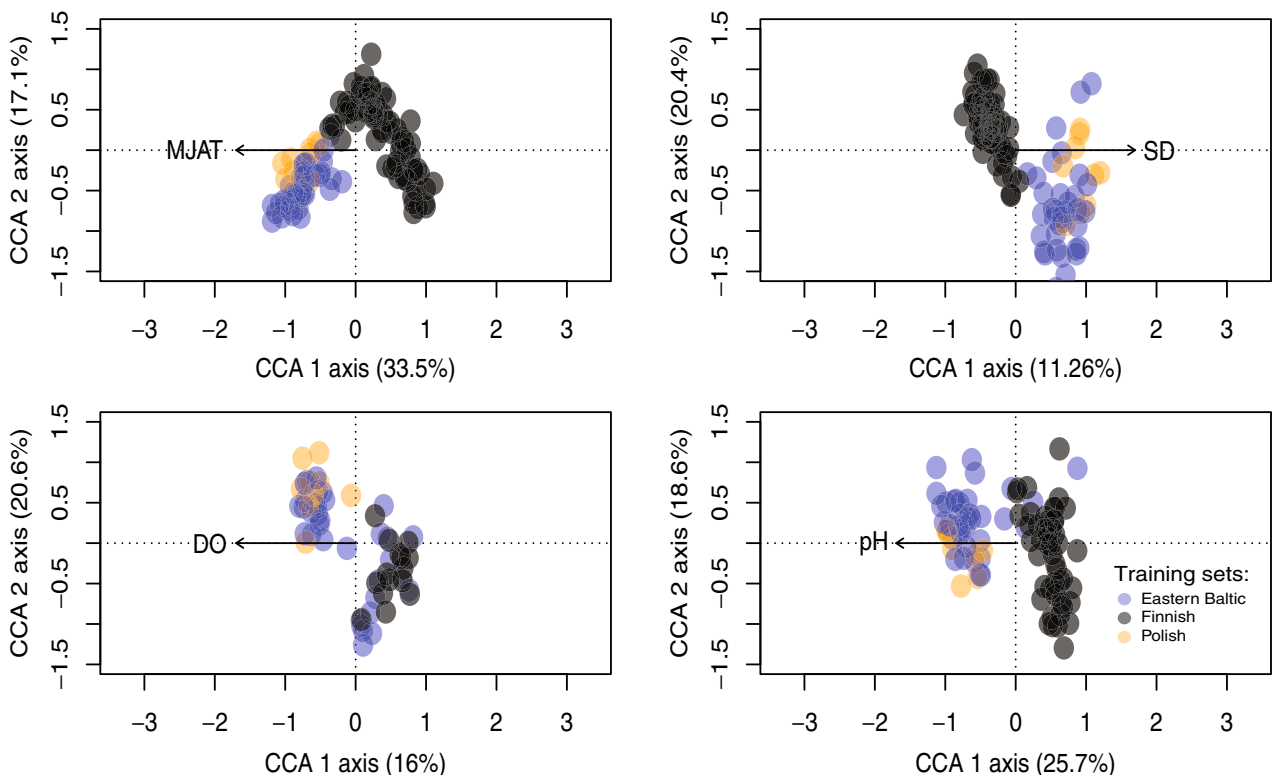 CCA 2 axis (17.1%)
1.5
0.5
−0.5
−1.5
MJAT
−3 −2 −1 0 1 2 3
CCA 1 axis (33.5%)
CCA 2 axis (20.4%)
1.5
0.5
−0.5
−1.5
SD
−3 −2 −1 0 1 2 3
CCA 1 axis (11.26%)
CCA 2 axis (20.6%)
1.5
0.5
−0.5
−1.5
DO
−3 −2 −1 0 1 2 3
CCA 1 axis (16%)
CCA 2 axis (18.6%)
1.5
0.5
−0.5
−1.5
pH
Training sets:
Eastern Baltic
Finnish
Polish
−3 −2 −1 0 1 2 3
CCA 1 axis (25.7%)